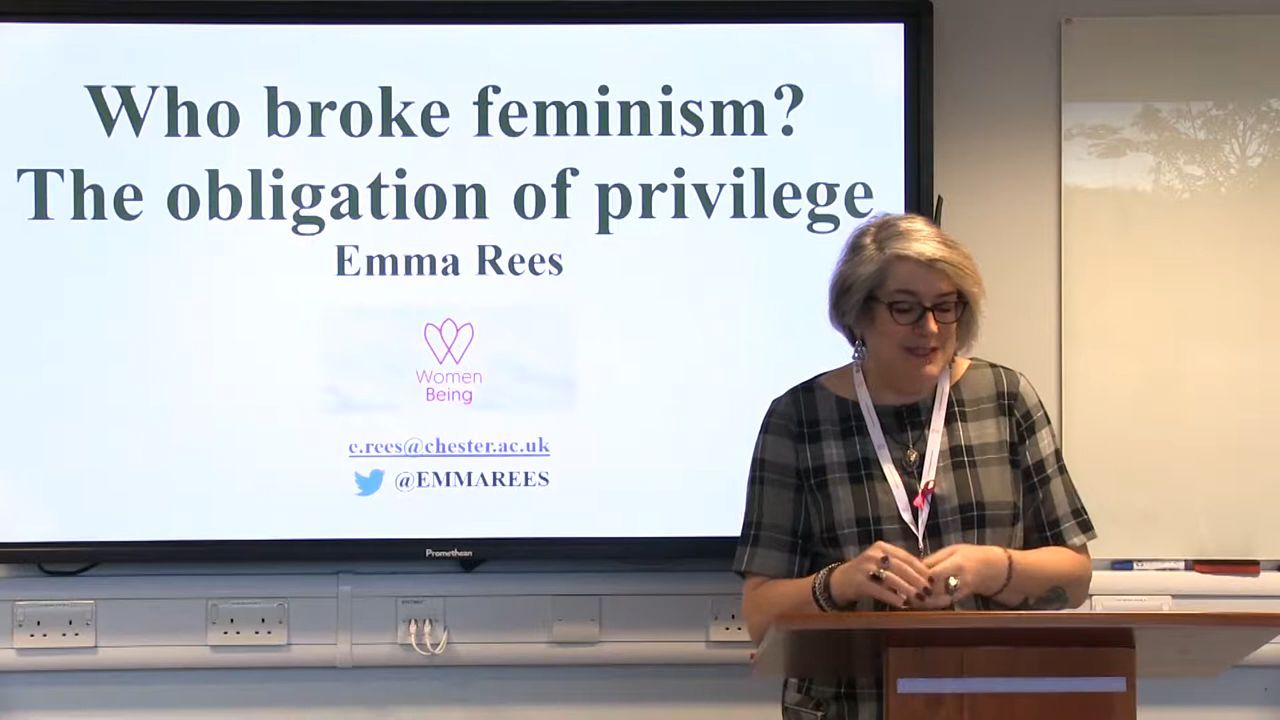 Who broke feminism?
The obligation of privilege
Emma Rees
Women
Being
e.rees@chester.ac.uk
@EMMAREES
Promethean